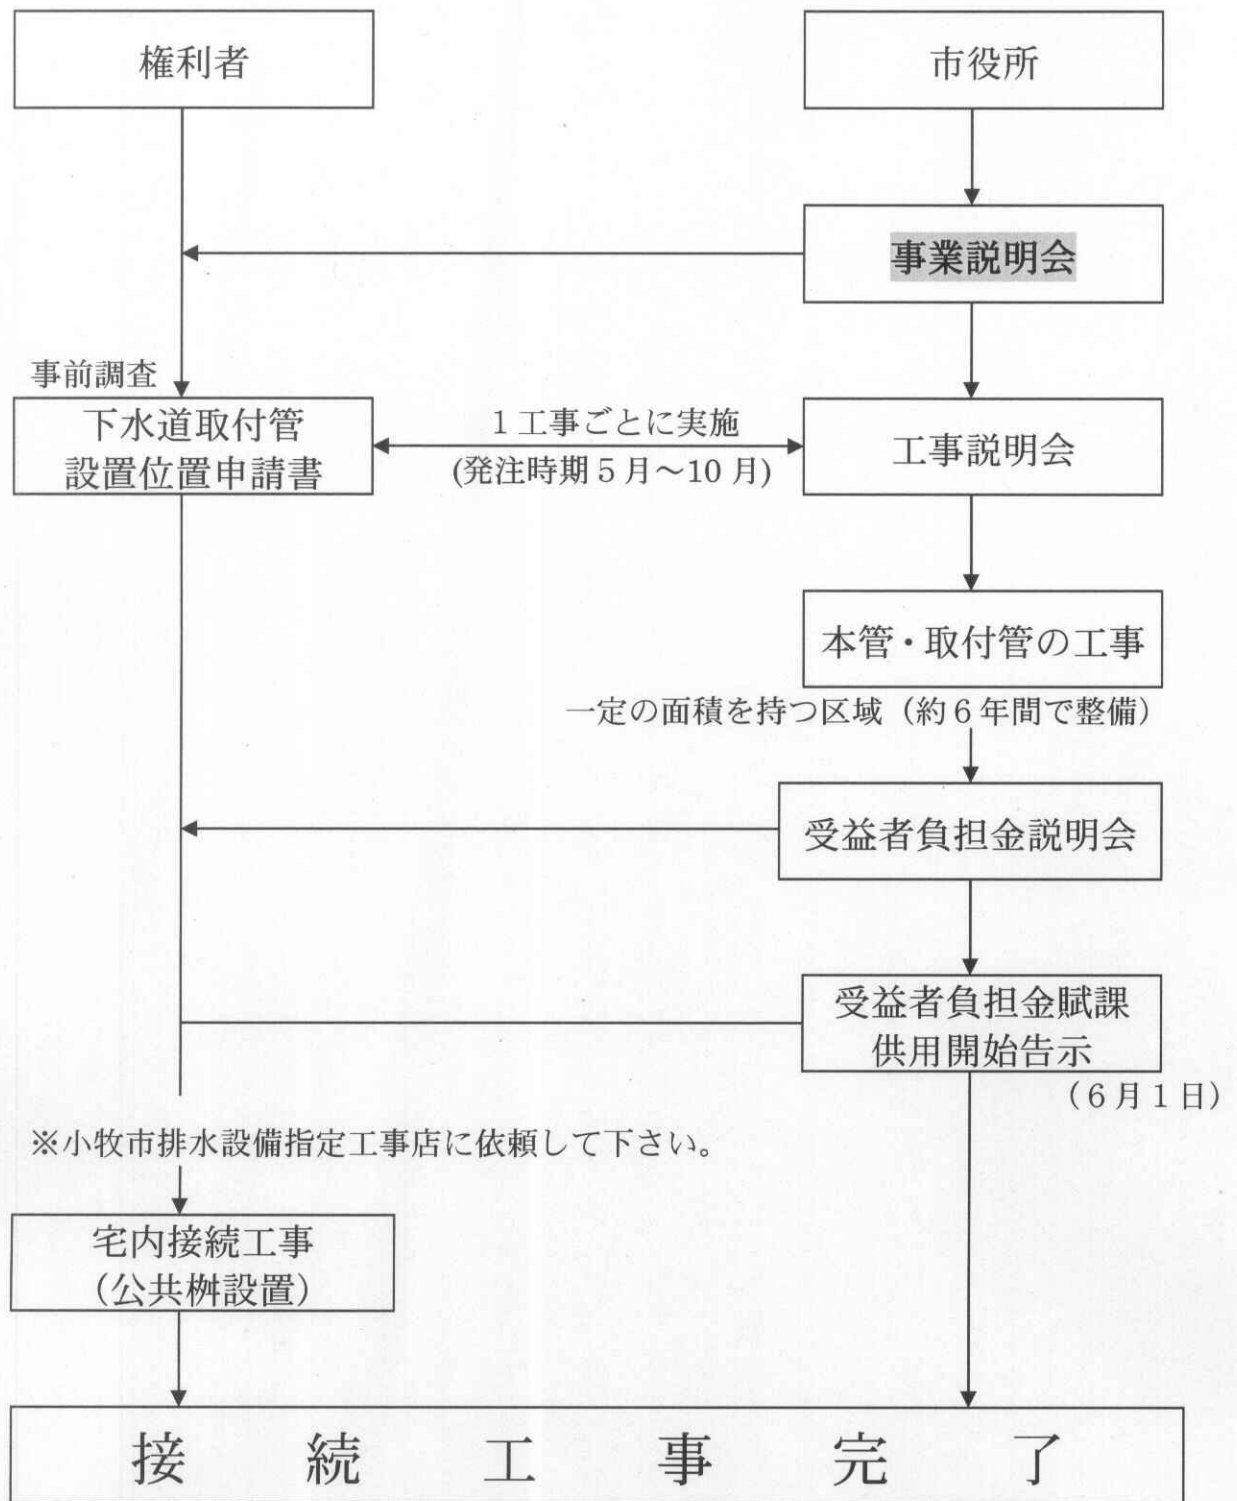 権利者
市役所
事業説明会
事前調査
下水道取付管
設置位置申請書
1工事ごとに実施
(発注時期5月～10月)
工事説明会
本管・取付管の工事
一定の面積を持つ区域（約6年間で整備）
受益者負担金説明会
受益者負担金賦課
供用開始告示
（6月1日）
※小牧市排水設備指定工事店に依頼して下さい。
宅内接続工事
（公共桝設置）
接続工事完了